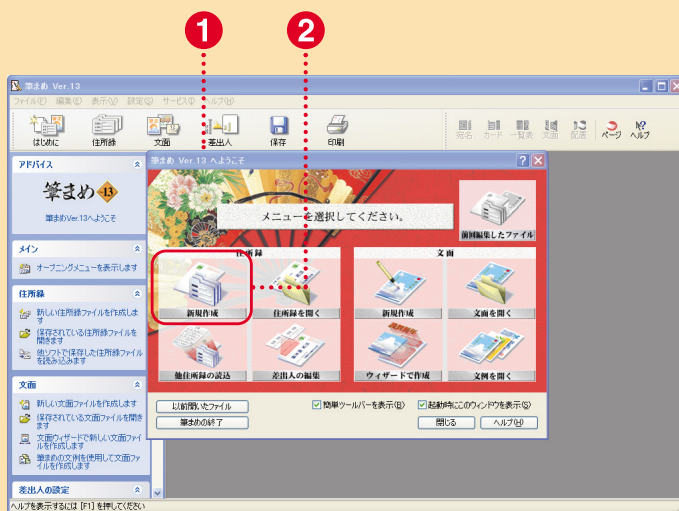 1 2
筆まめ Ver.13
ファイル(F) 編集(E) 表示(V) 設定(S) サービス(I) ヘルプ(H)
はじめに 住所録 文面 差出人 保存 印刷 宛名 カード 一覧表 文面 配置 ページ ヘルプ
アドバイス
筆まめ 13
筆まめVer.13へようこそ
メイン
オープニングメニューを表示します
住所録
新しい住所録ファイルを作成しま
す
保存されている住所録ファイルを
開きます
他ソフトで保存した住所録ファイル
を読み込みます
文面
新しい文面ファイルを作成します
保存されている文面ファイルを開き
ます
文面ウィザードで新しい文面ファイ
ルを作成します
筆まめの文例を使用して文面ファ
イルを作成します
差出人の設定
筆まめ Ver.13 へようこそ
メニューを選択してください。
前回編集したファイル
住所録
新規作成 住所録を開く
他住所録の読込 差出人の編集
文面
新規作成 文面を開く
ウィザードで作成 文例を開く
以前開いたファイル
筆まめの終了
簡単ツールバーを表示(B) 起動時にこのウィンドウを表示(S)
閉じる ヘルプ(H)
ヘルプを表示するには [F1] を押してください